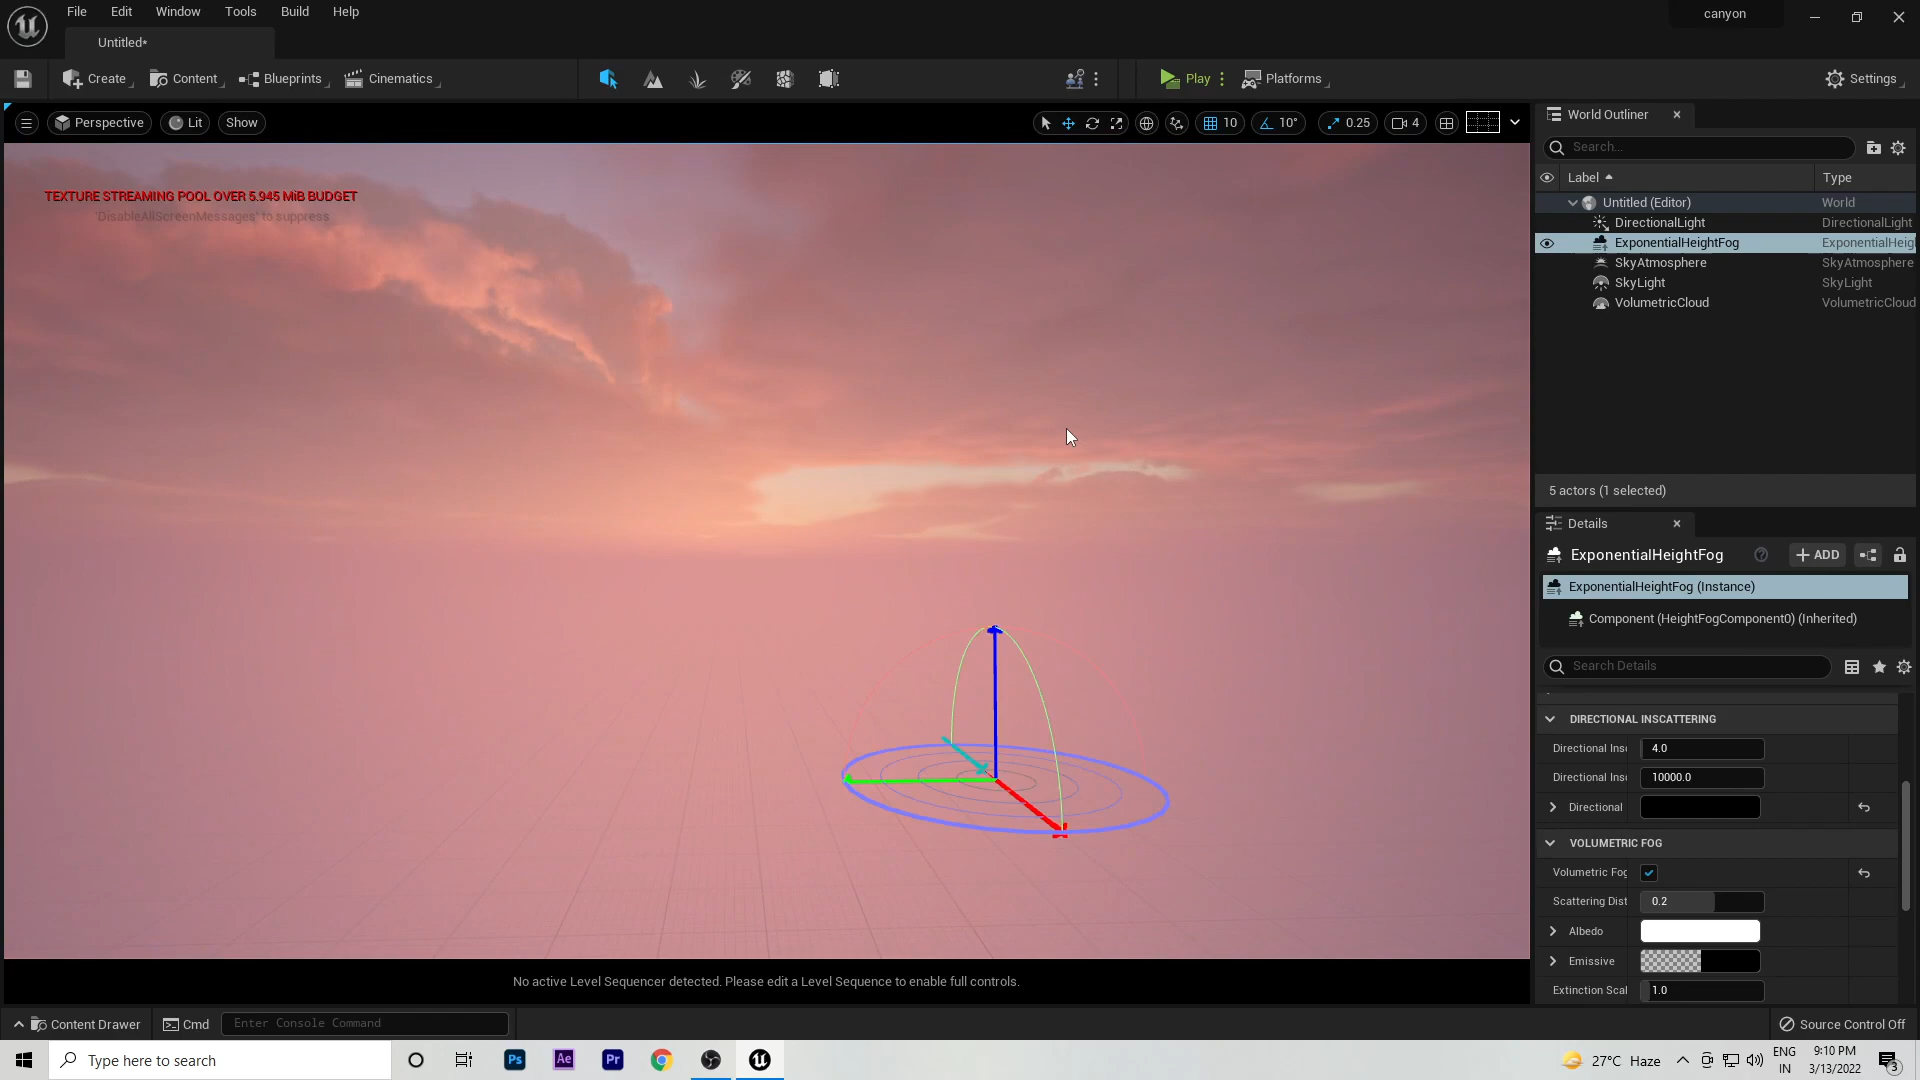 File Edit Window Tools Build Help
canyon
Untitled*
Create Content Blueprints Cinematics Play Platforms Settings
Perspective Lit Show 10 10° 0.25 4
World Outliner
Search...
TEXTURE STREAMING POOL OVER 5.945 MiB BUDGET
'DisableAllScreenMessages' to suppress
Label Type
Untitled (Editor) World
DirectionalLight DirectionalLight
ExponentialHeightFog ExponentialHeig
SkyAtmosphere SkyAtmosphere
SkyLight SkyLight
VolumetricCloud VolumetricCloud
5 actors (1 selected)
Details
ExponentialHeightFog ADD
ExponentialHeightFog (Instance)
Component (HeightFogComponent0) (Inherited)
Search Details
DIRECTIONAL INSCATTERING
Directional Ins 4.0
Directional Ins 10000.0
Directional
VOLUMETRIC FOG
Volumetric Fog
Scattering Dist 0.2
Albedo
Emissive
Extinction Scal 1.0
No active Level Sequencer detected. Please edit a Level Sequence to enable full controls.
Content Drawer Cmd Enter Console Command Source Control Off
Type here to search Ps Ae Pr 27°C Haze ENG 9:10 PM
IN 3/13/2022 3